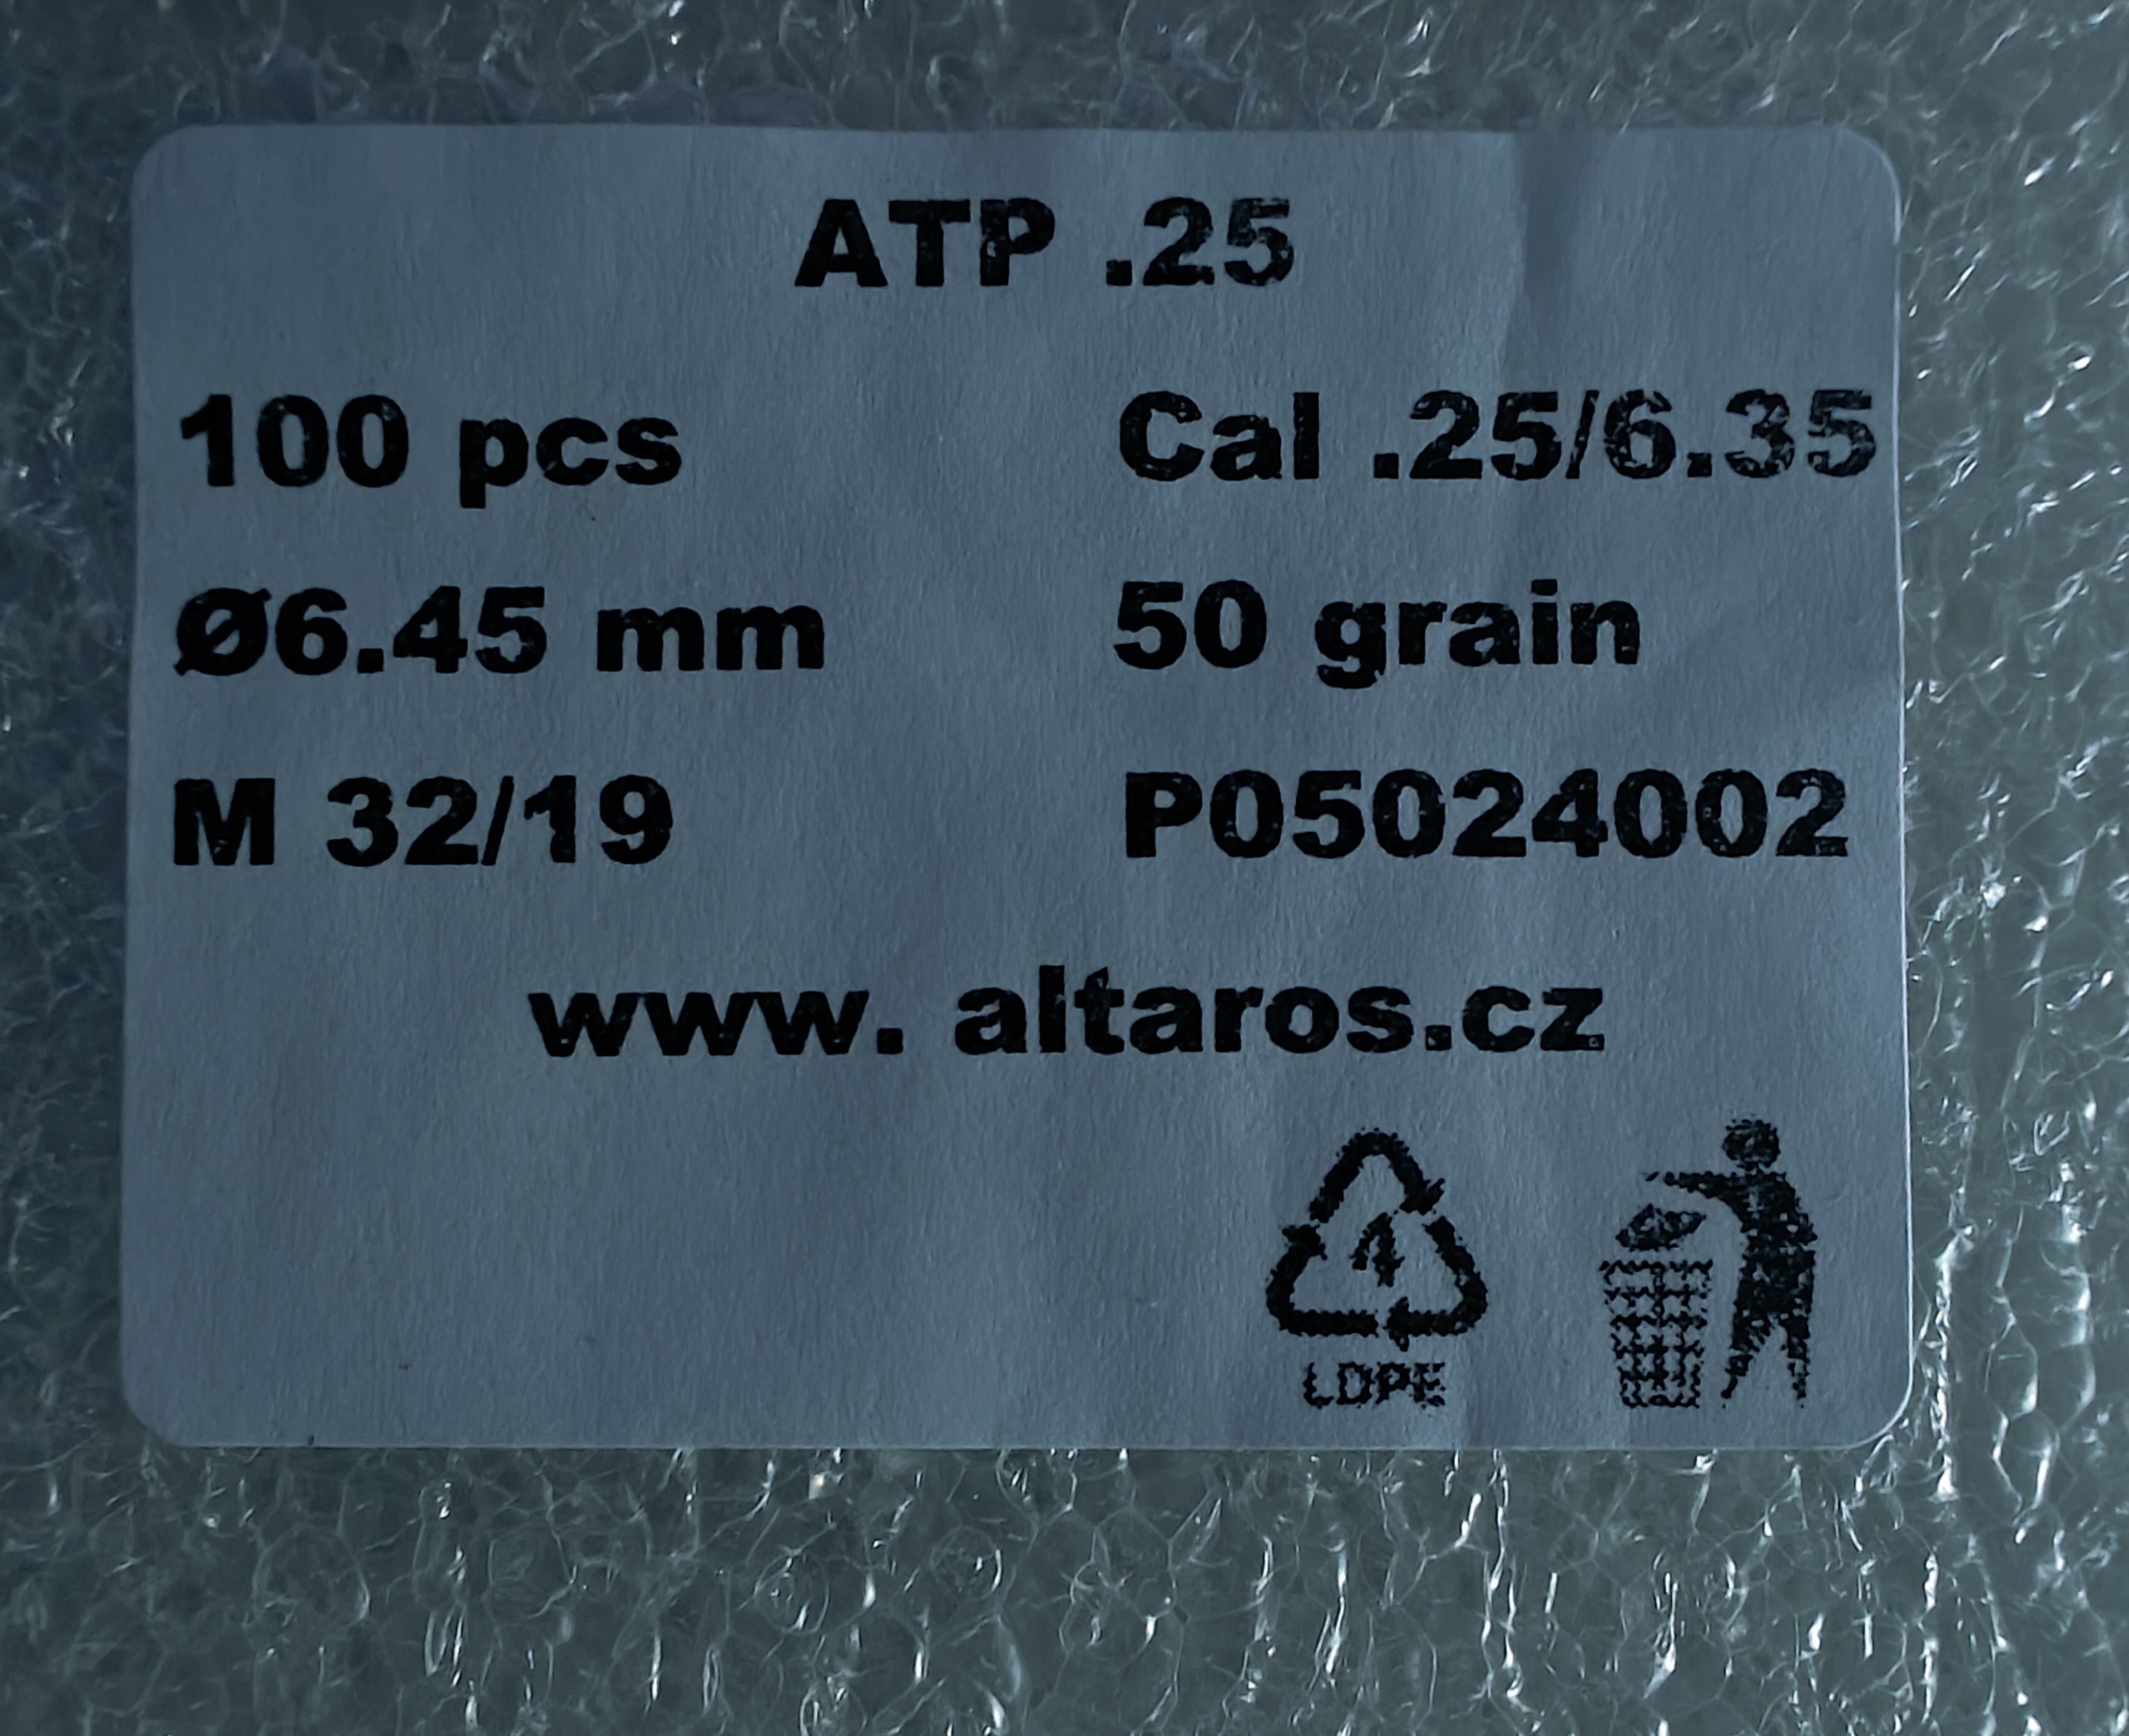 ATP .25
100 pcs Cal .25/6.35
Ø6.45 mm 50 grain
M 32/19 P05024002
www. altaros.cz
4
LDPE